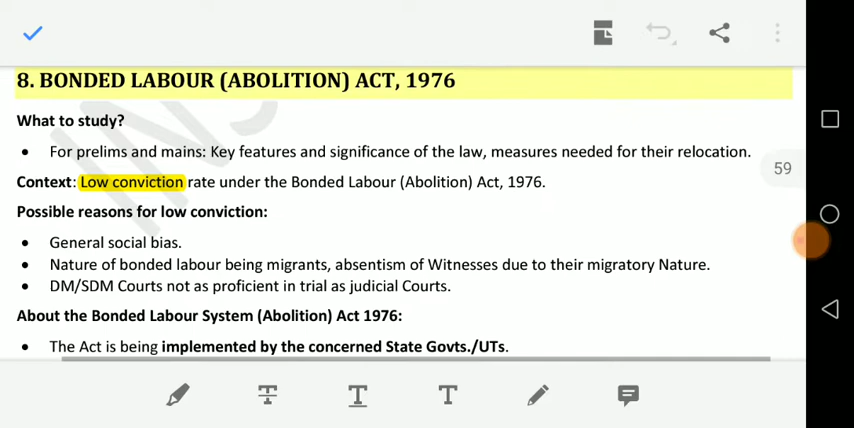 8. BONDED LABOUR (ABOLITION) ACT, 1976
What to study?
• For prelims and mains: Key features and significance of the law, measures needed for their relocation.
59
Context: Low conviction rate under the Bonded Labour (Abolition) Act, 1976.
Possible reasons for low conviction:
• General social bias.
• Nature of bonded labour being migrants, absentism of Witnesses due to their migratory Nature.
• DM/SDM Courts not as proficient in trial as judicial Courts.
About the Bonded Labour System (Abolition) Act 1976:
• The Act is being implemented by the concerned State Govts./UTs.